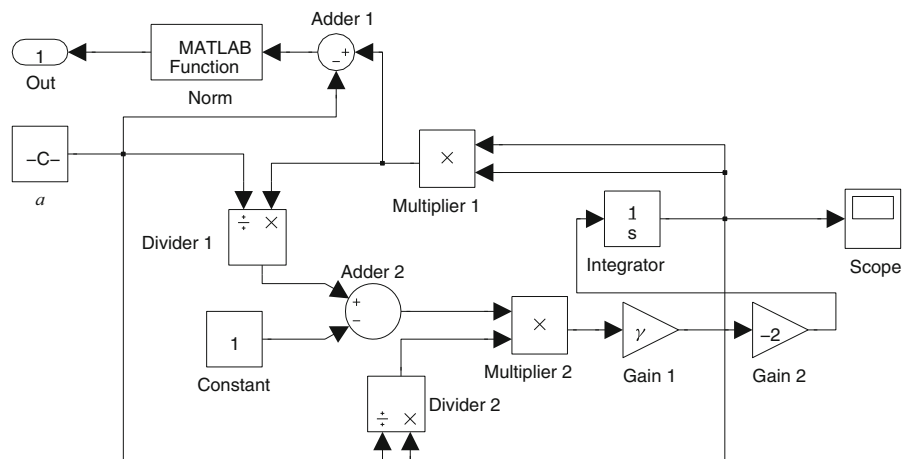 Adder 1
1
Out
MATLAB
Function
Norm
+
−
−C−
a
×
Multiplier 1
÷ ×
Divider 1
1
s
Integrator
Scope
Adder 2
+
−
1
Constant
×
Multiplier 2
γ
Gain 1
−2
Gain 2
÷ ×
Divider 2